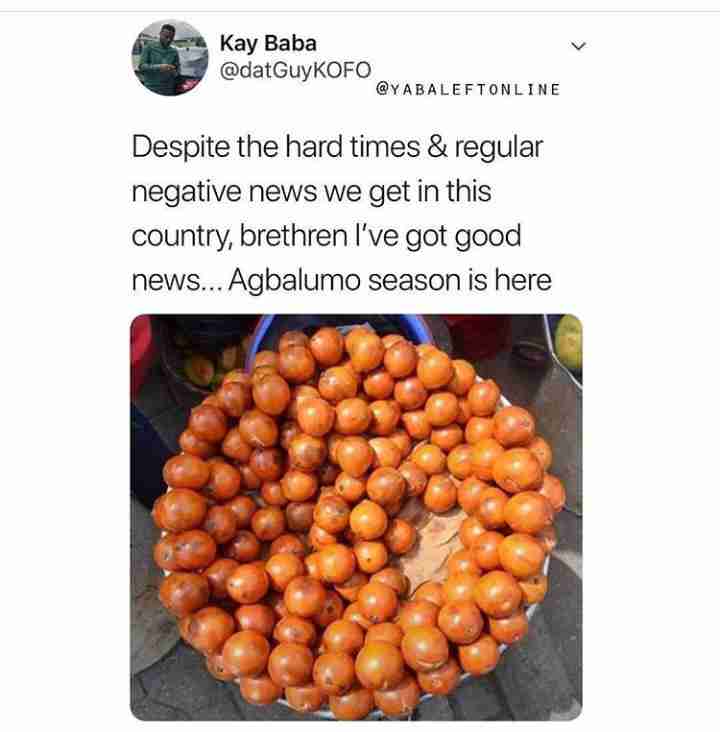 Kay Baba
@datGuyKOFO
@YABALEFTONLINE
Despite the hard times & regular
negative news we get in this
country, brethren I've got good
news... Agbalumo season is here